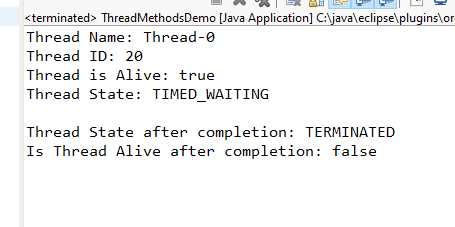 <terminated> ThreadMethodsDemo [Java Application] C:\java\eclipse\plugins\or
Thread Name: Thread-0
Thread ID: 20
Thread is Alive: true
Thread State: TIMED_WAITING
Thread State after completion: TERMINATED
Is Thread Alive after completion: false